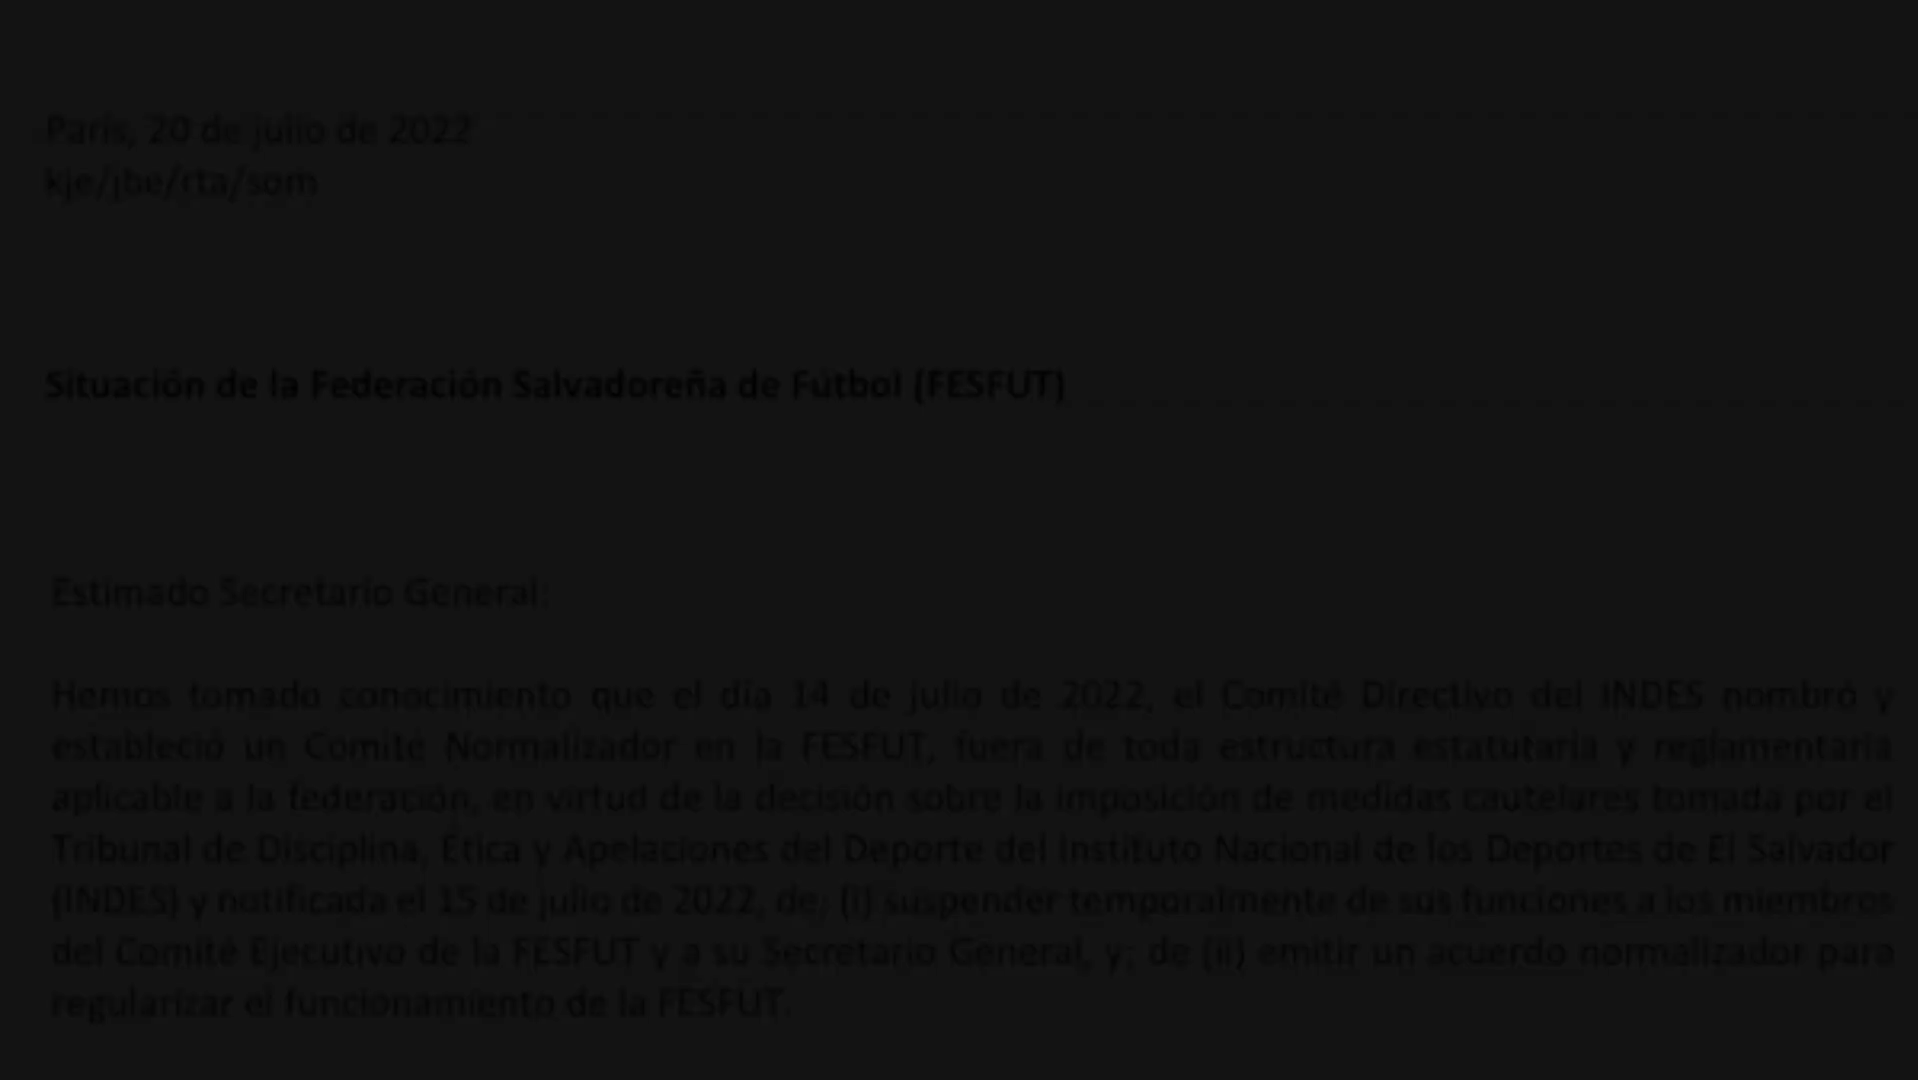 París, 20 de julio de 2022
kje/jbe/rta/som
Situación de la Federación Salvadoreña de Fútbol (FESFUT)
Estimado Secretario General:
Hemos tomado conocimiento que el día 14 de julio de 2022, el Comité Directivo del INDES nombró y
estableció un Comité Normalizador en la FESFUT, fuera de toda estructura estatutaria y reglamentaria
aplicable a la federación, en virtud de la decisión sobre la imposición de medidas cautelares tomada por el
Tribunal de Disciplina, Ética y Apelaciones del Deporte del Instituto Nacional de los Deportes de El Salvador
(INDES) y notificada el 15 de julio de 2022, de; (i) suspender temporalmente de sus funciones a los miembros
del Comité Ejecutivo de la FESFUT y a su Secretario General, y; de (ii) emitir un acuerdo normalizador para
regularizar el funcionamiento de la FESFUT.